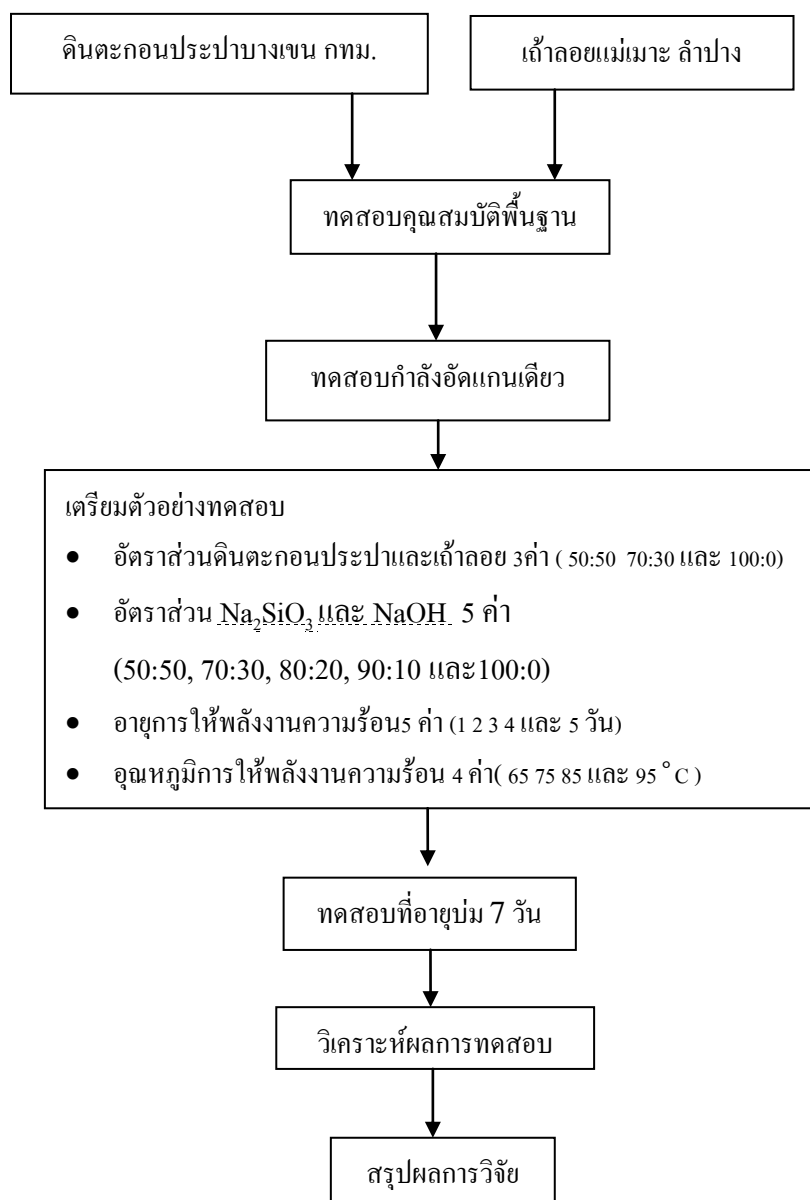 ดินตะกอนประปาบางเขน กทม.
เถ้าลอยแม่เมาะ ลำปาง
ทดสอบคุณสมบัติพื้นฐาน
ทดสอบกำลังอัดแกนเดียว
เตรียมตัวอย่างทดสอบ
● อัตราส่วนดินตะกอนประปาและเถ้าลอย 3ค่า ( 50:50 70:30 และ 100:0)
● อัตราส่วน Na₂SiO₃ และ NaOH 5 ค่า
(50:50, 70:30, 80:20, 90:10 และ100:0)
● อายุการให้พลังงานความร้อน5 ค่า (1 2 3 4 และ 5 วัน)
● อุณหภูมิการให้พลังงานความร้อน 4 ค่า( 65 75 85 และ 95 °C )
ทดสอบที่อายุบ่ม 7 วัน
วิเคราะห์ผลการทดสอบ
สรุปผลการวิจัย